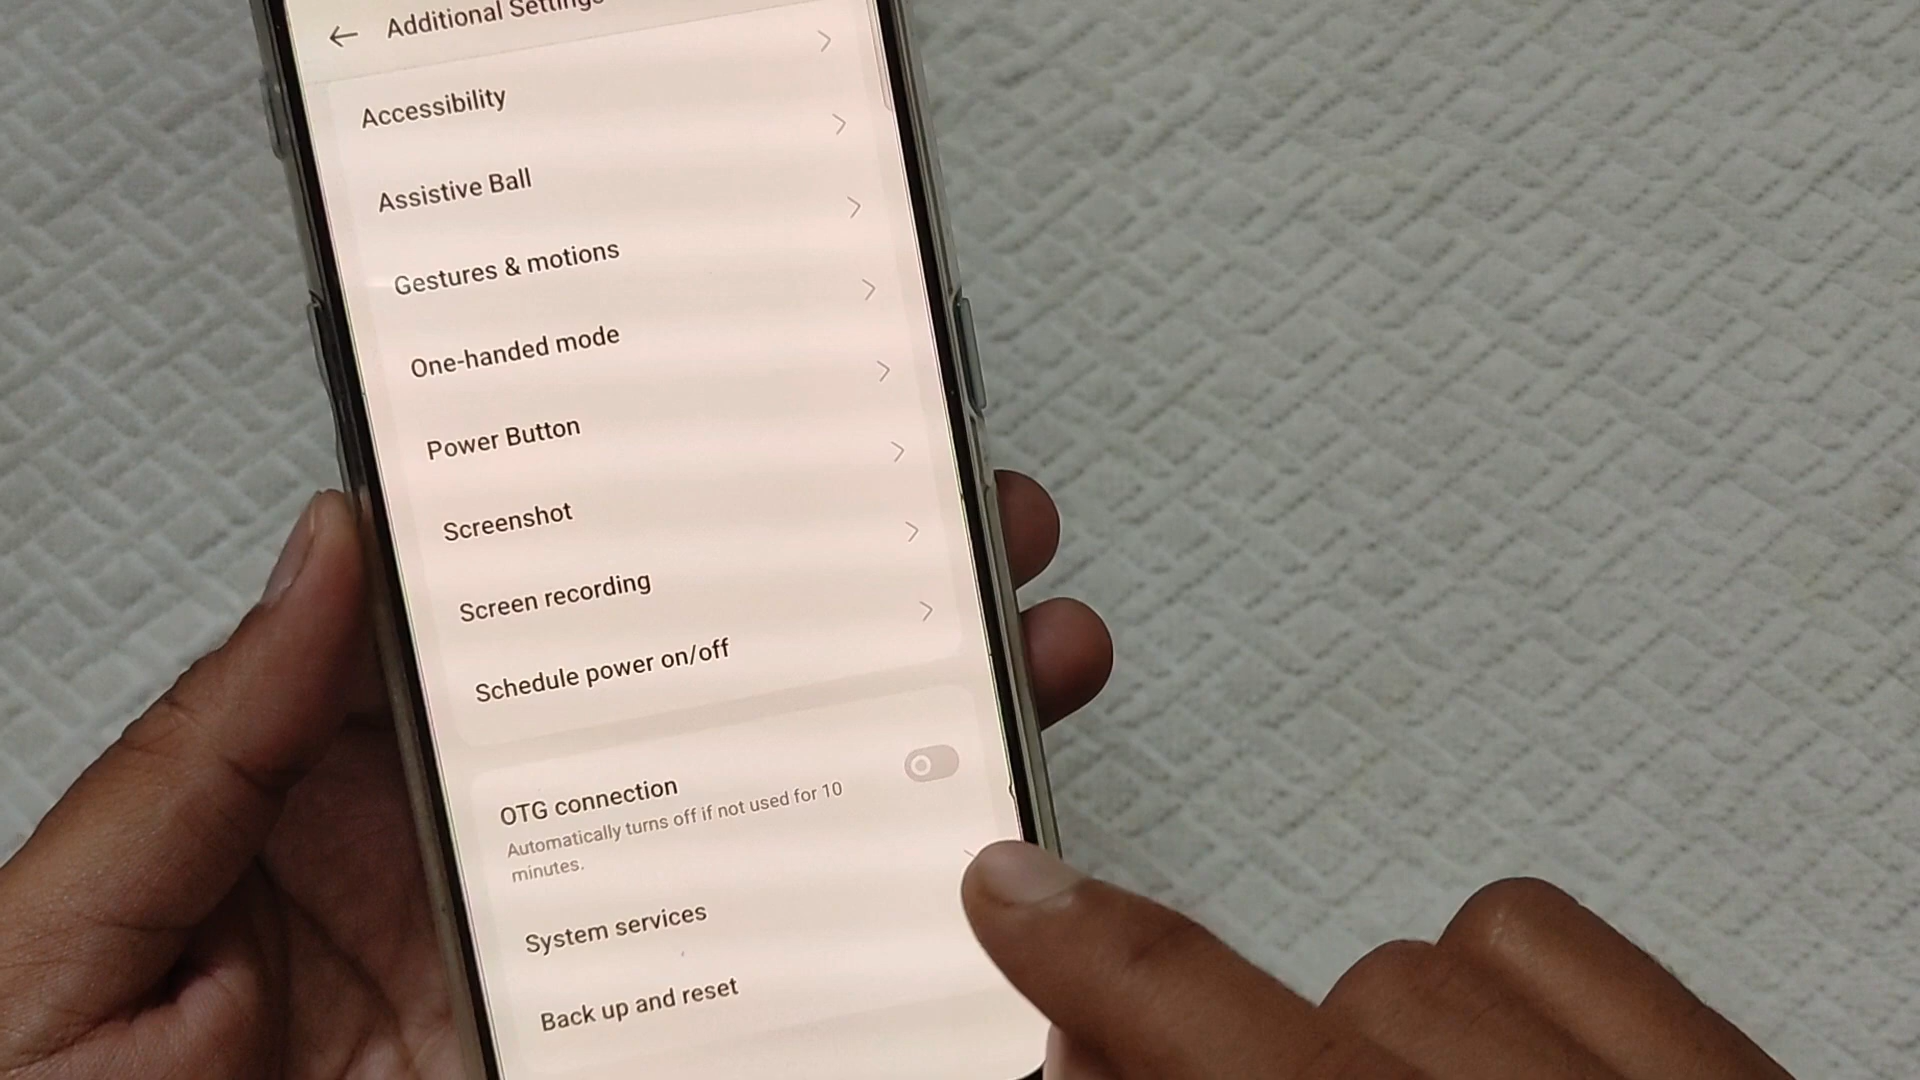 Additional Settings
Accessibility
Assistive Ball
Gestures & motions
One-handed mode
Power Button
Screenshot
Screen recording
Schedule power on/off
OTG connection
Automatically turns off if not used for 10
minutes.
System services
Back up and reset